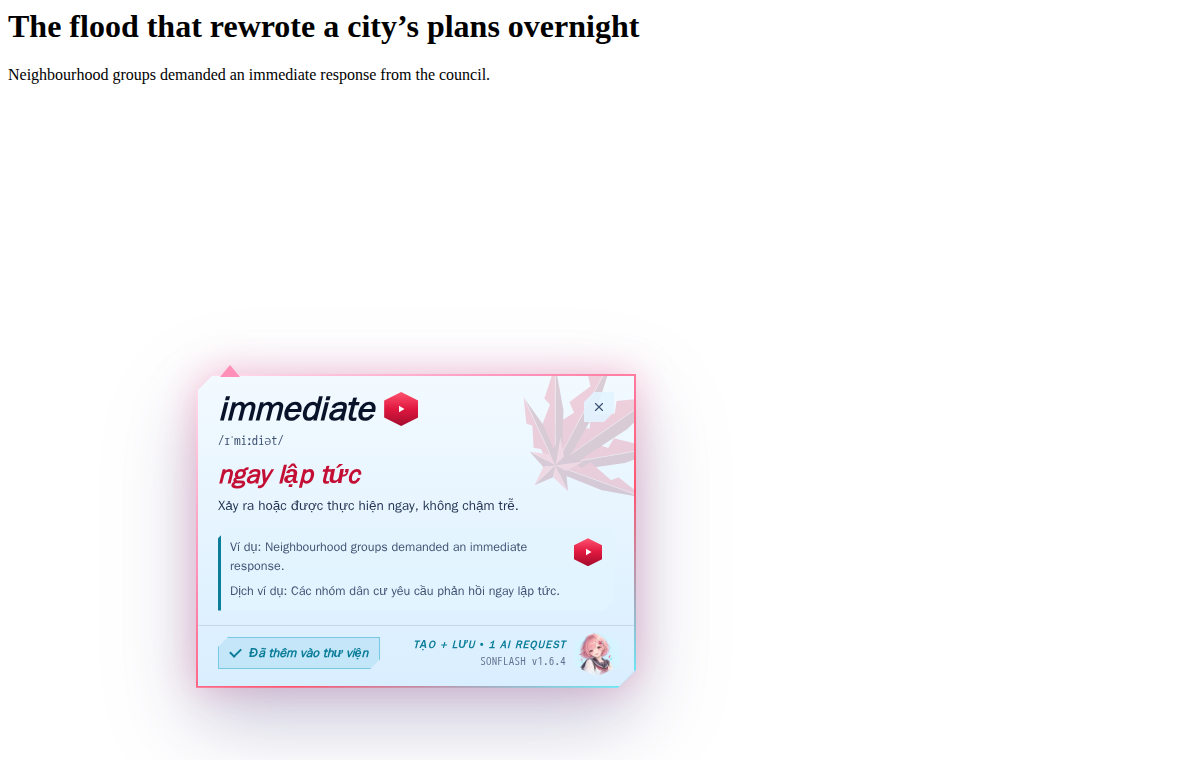 The flood that rewrote a city’s plans overnight
Neighbourhood groups demanded an immediate response from the council.
immediate
/ɪˈmiːdiət/
ngay lập tức
Xảy ra hoặc được thực hiện ngay, không chậm trễ.
Ví dụ: Neighbourhood groups demanded an immediate
response.
Dịch ví dụ: Các nhóm dân cư yêu cầu phản hồi ngay lập tức.
Đã thêm vào thư viện
TẠO + LƯU • 1 AI REQUEST
SONFLASH v1.6.4